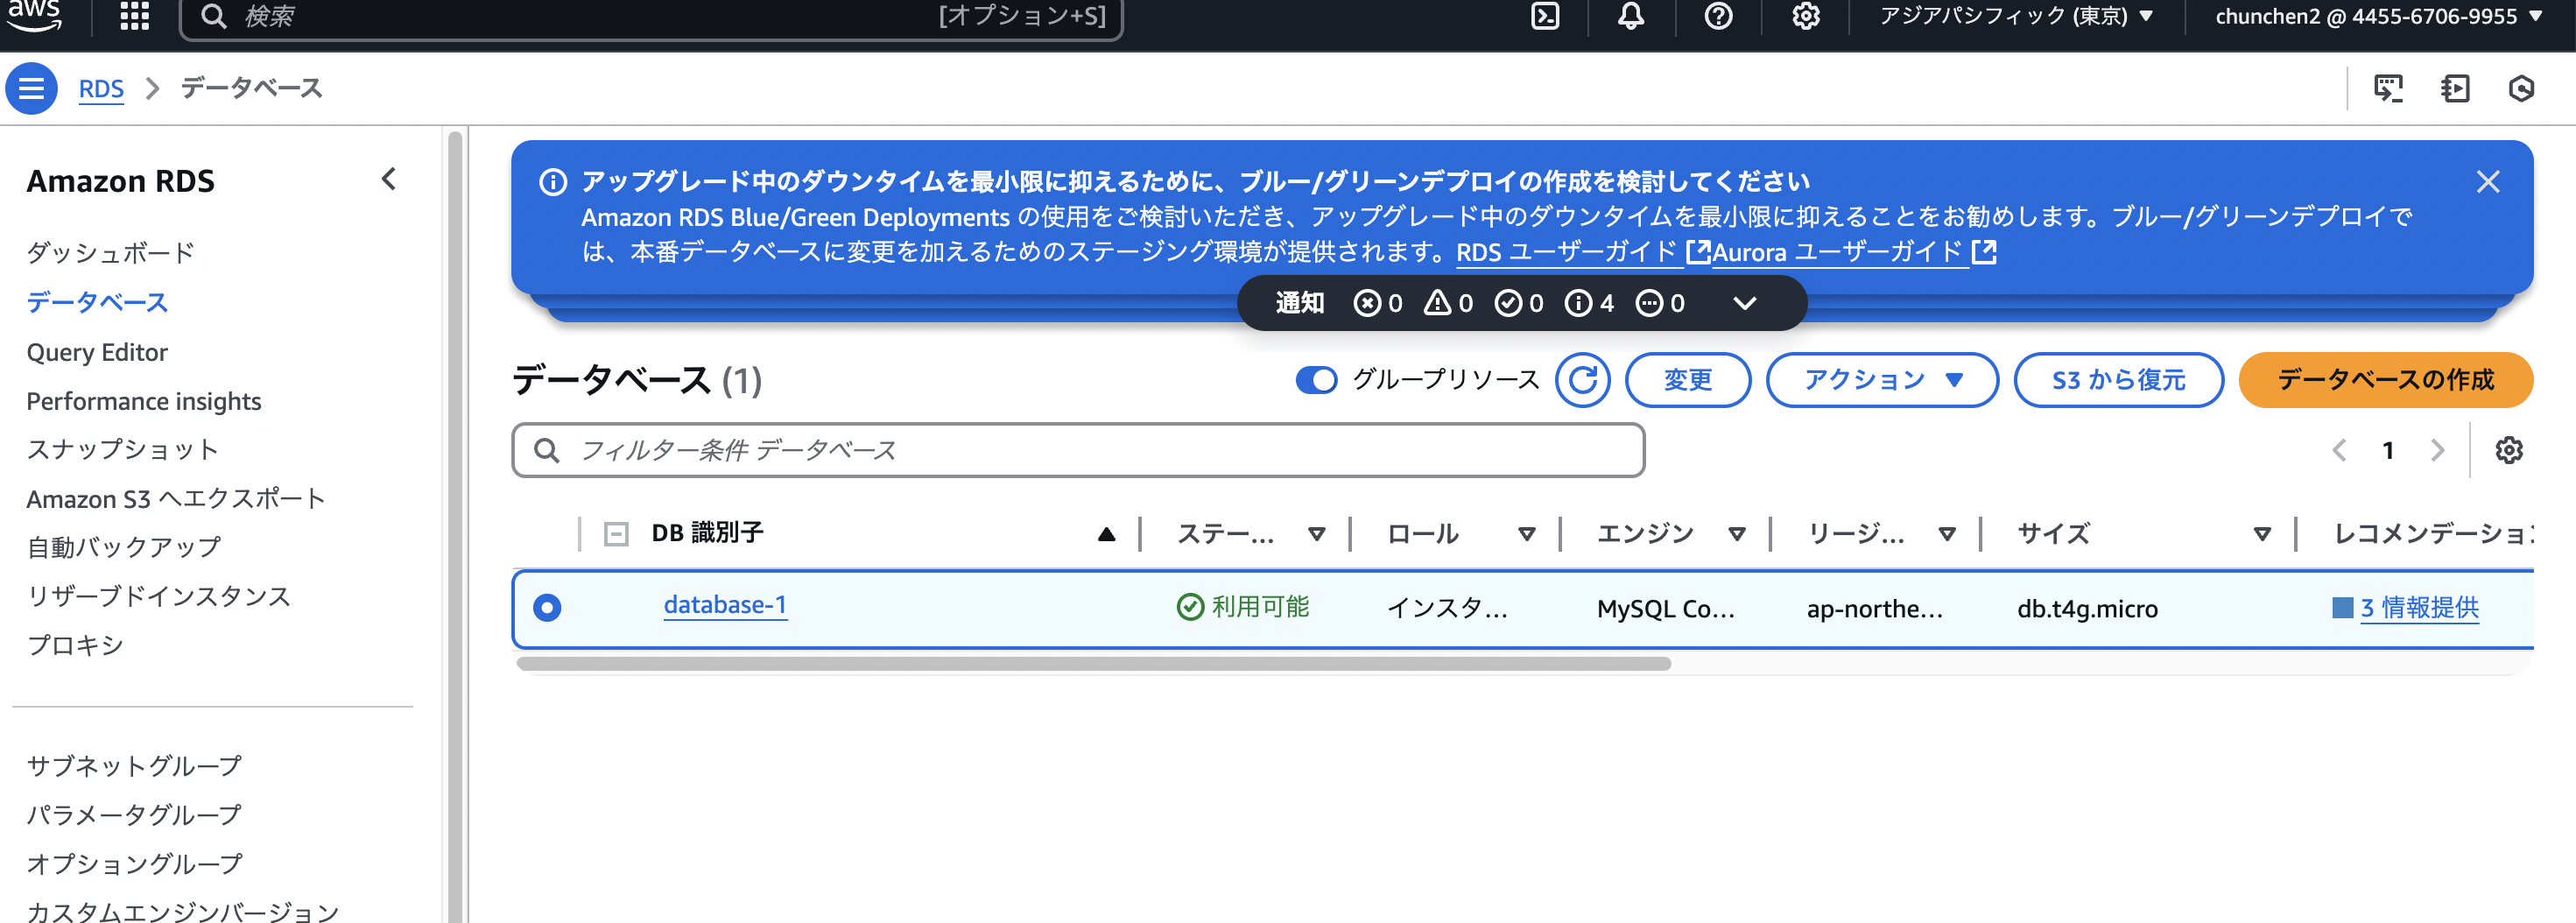 aws
検索
[オプション+S]
アジアパシフィック (東京)
chunchen2 @ 4455-6706-9955
RDS
データベース
Amazon RDS
ダッシュボード
データベース
Query Editor
Performance insights
スナップショット
Amazon S3 へエクスポート
自動バックアップ
リザーブドインスタンス
プロキシ
サブネットグループ
パラメータグループ
オプショングループ
カスタムエンジンバージョン
アップグレード中のダウンタイムを最小限に抑えるために、ブルー/グリーンデプロイの作成を検討してください
Amazon RDS Blue/Green Deployments の使用をご検討いただき、アップグレード中のダウンタイムを最小限に抑えることをお勧めします。ブルー/グリーンデプロイで
は、本番データベースに変更を加えるためのステージング環境が提供されます。RDS ユーザーガイド Aurora ユーザーガイド
通知 0 0 0 4 0
データベース (1)
グループリソース
変更
アクション
S3 から復元
データベースの作成
フィルター条件 データベース
1
DB 識別子
ステー...
ロール
エンジン
リージ...
サイズ
レコメンデーション
database-1
利用可能
インスタ...
MySQL Co...
ap-northe...
db.t4g.micro
3 情報提供